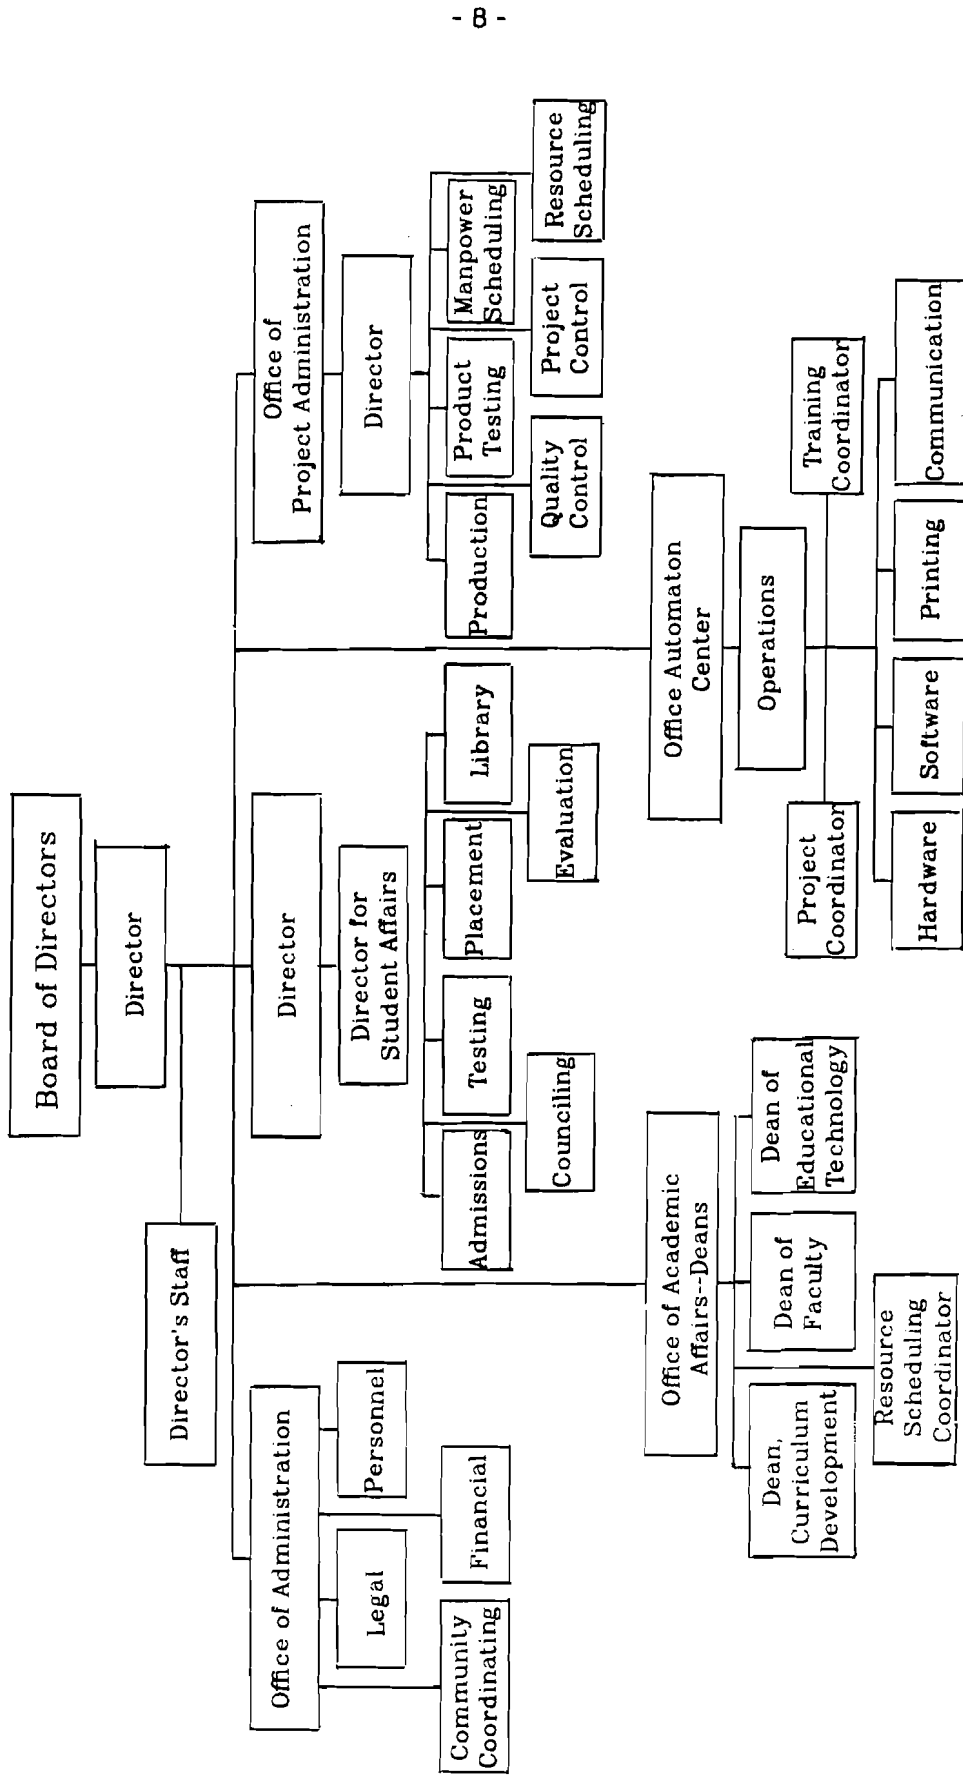 - 8 -
Board of Directors
Director
Director's Staff
Office of Administration
Legal
Personnel
Community
Coordinating
Financial
Director
Director for
Student Affairs
Admissions
Testing
Placement
Library
Counciling
Evaluation
Office of
Project Administration
Director
Production
Product
Testing
Manpower
Scheduling
Quality
Control
Project
Control
Resource
Scheduling
Office of Academic
Affairs--Deans
Dean,
Curriculum
Development
Dean of
Faculty
Dean of
Educational
Technology
Resource
Scheduling
Coordinator
Office Automaton
Center
Operations
Project
Coordinator
Training
Coordinator
Hardware
Software
Printing
Communication